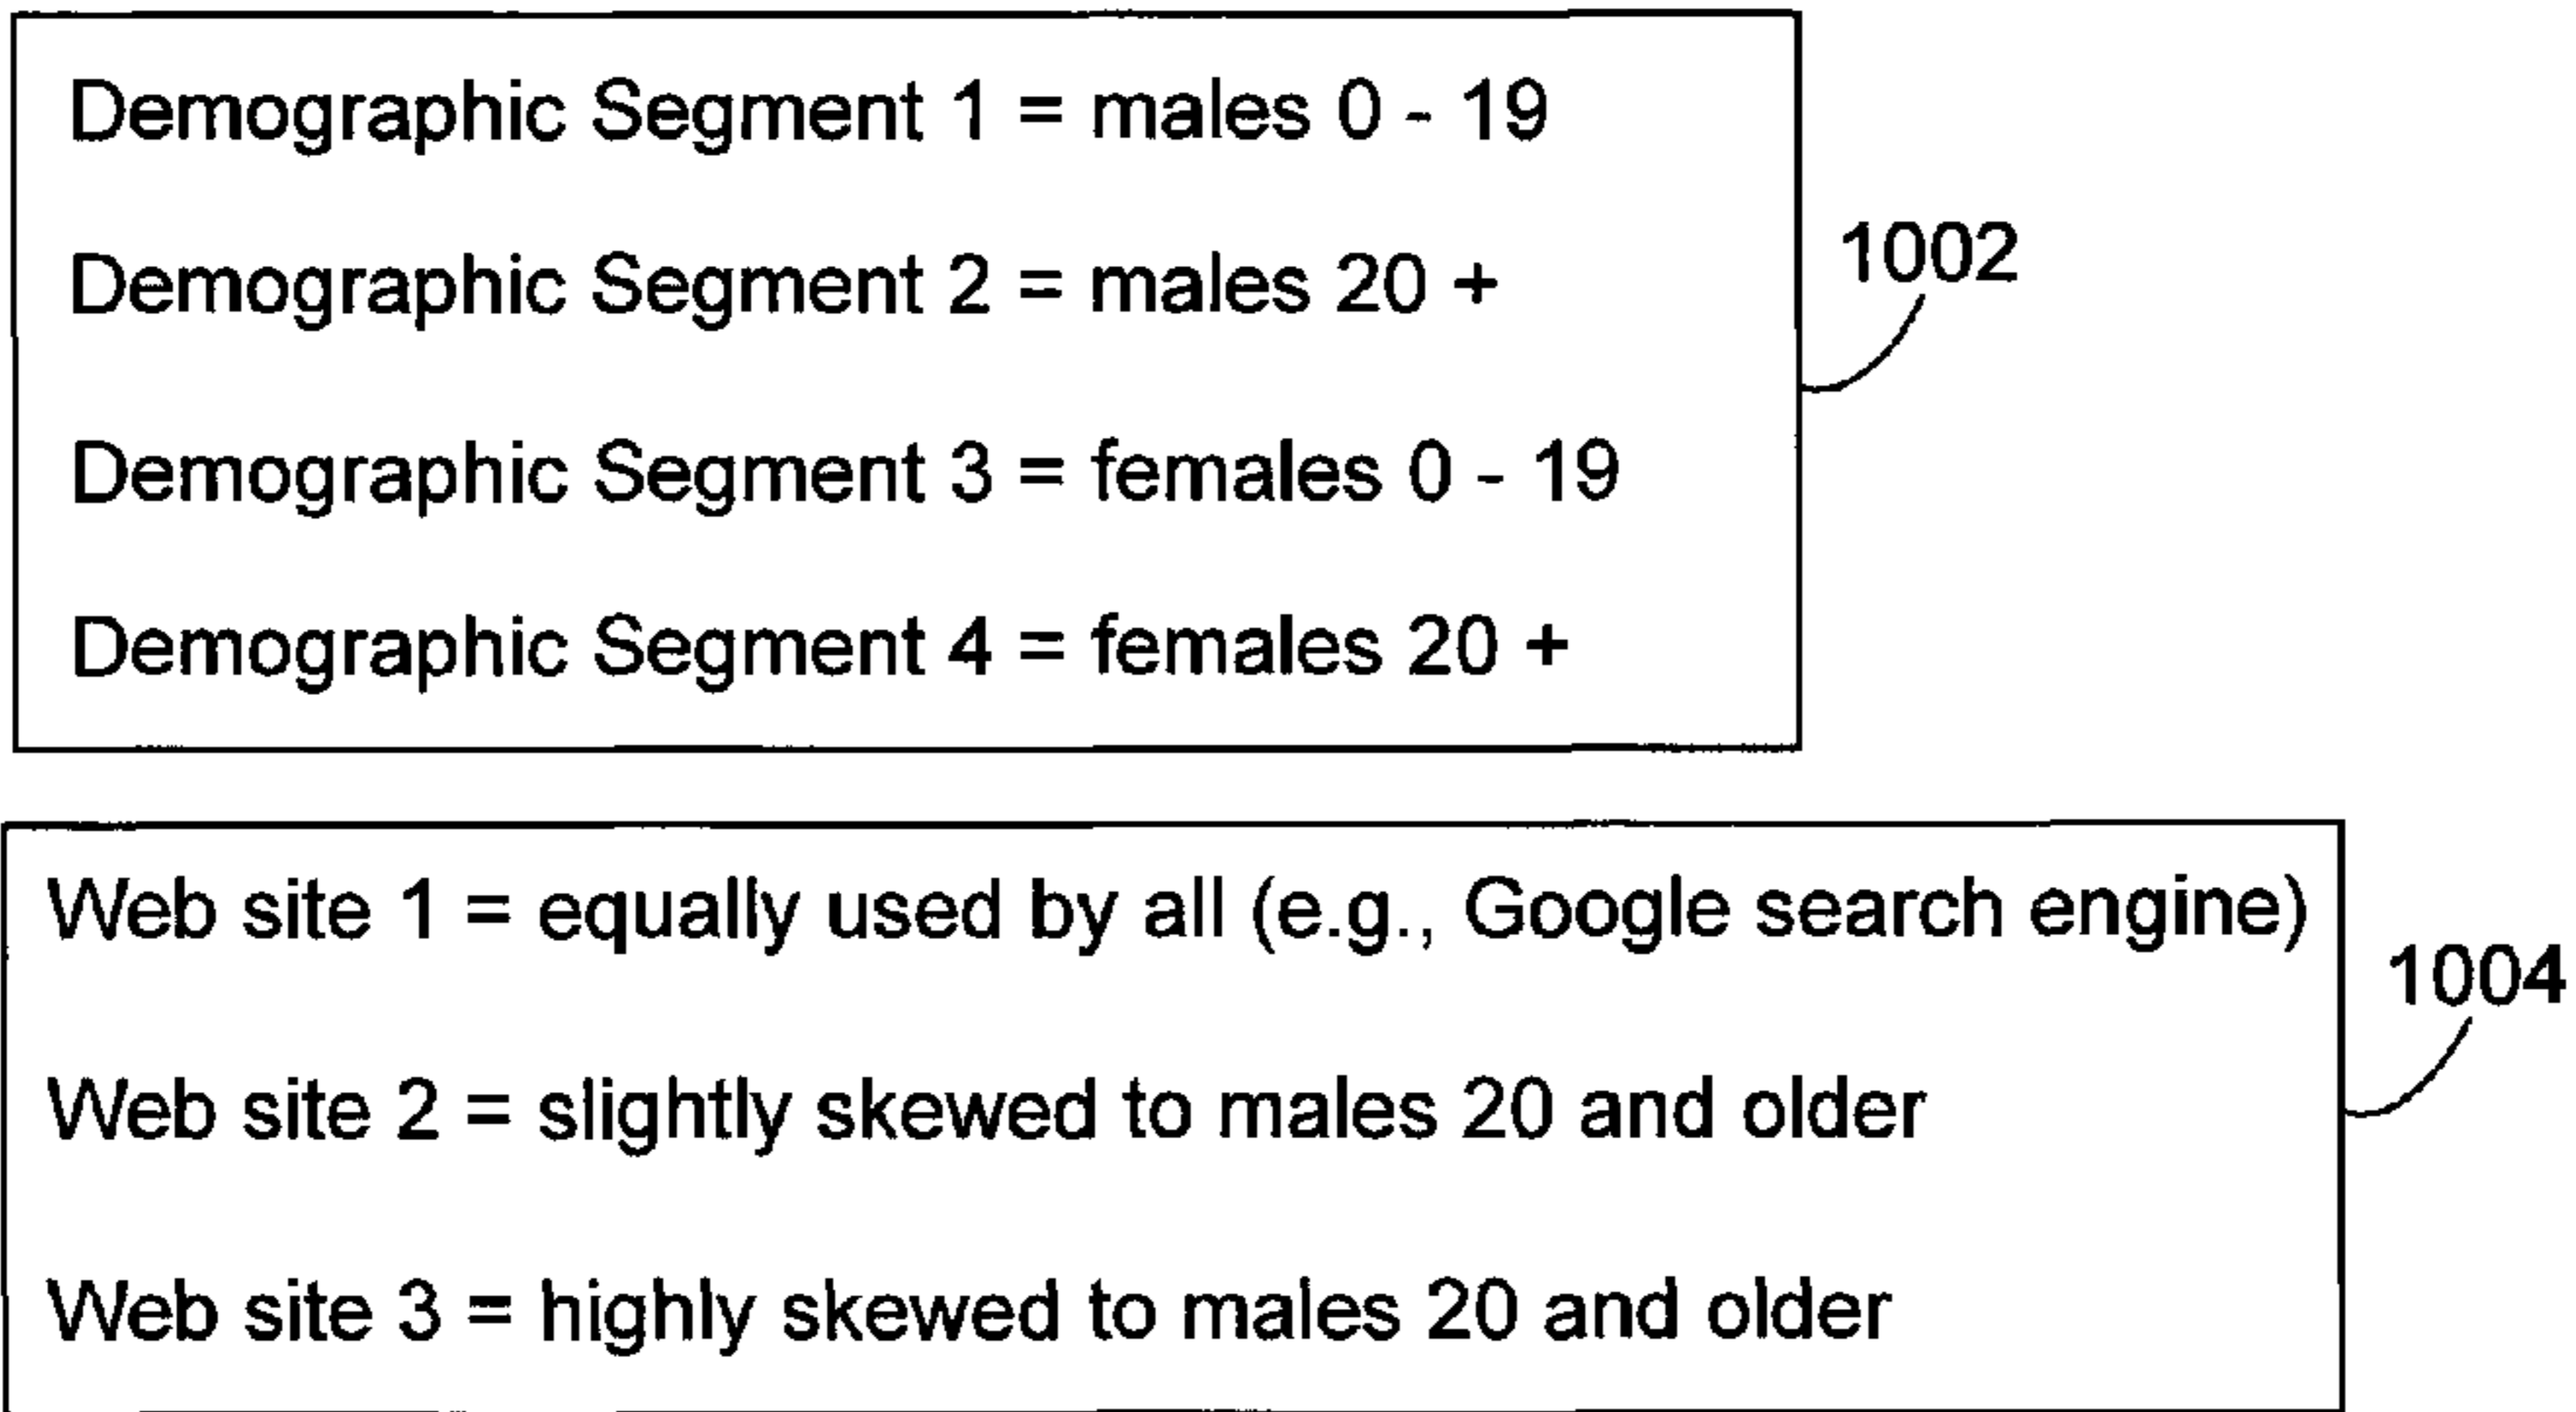 Demographic Segment 1 = males 0 - 19
Demographic Segment 2 = males 20 +
1002
Demographic Segment 3 = females 0 - 19
Demographic Segment 4 = females 20 +
Web site 1 = equally used by all (e.g., Google search engine)
1004
Web site 2 = slightly skewed to males 20 and older
Web site 3 = highly skewed to males 20 and older